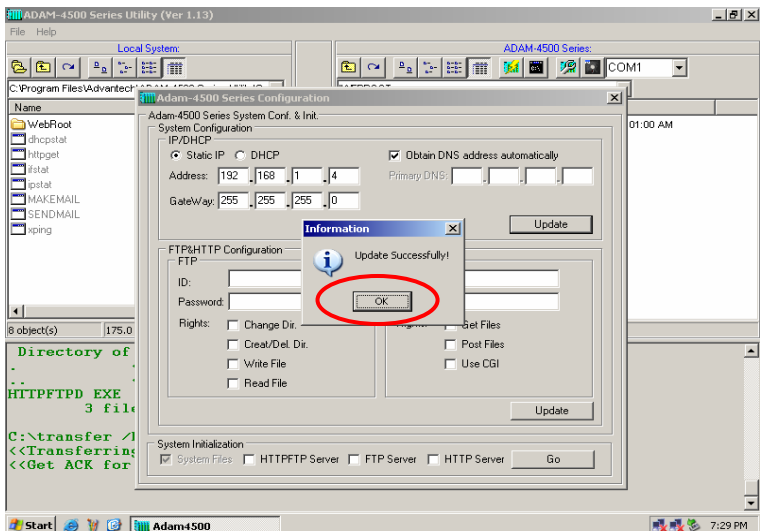 ADAM-4500 Series Utility (Ver 1.13)
File Help
Local System:
ADAM-4500 Series:
COM1
C:\Program Files\Advantech
Adam-4500 Series Configuration
Name
01:00 AM
WebRoot
dhcpstat
httpget
ifstat
ipstat
MAKEMAIL
SENDMAIL
xping
Adam-4500 Series System Conf. & Init.
System Configuration
IP/DHCP
Static IP DHCP
Obtain DNS address automatically
Address: 192 . 168 . 1 . 4
Primary DNS: . . .
GateWay: 255 . 255 . 255 . 0
Update
Information
Update Successfully!
OK
FTP&HTTP Configuration
FTP
ID:
Password:
Rights:
Change Dir.
Creat/Del. Dir.
Write File
Read File
Get Files
Post Files
Use CGI
Update
System Initialization
System Files HTTPFTP Server FTP Server HTTP Server Go
8 object(s) 175.0
Directory of
.
..
HTTPFTPD EXE
3 file
C:\transfer /
<<Transferring
<<Get ACK for
Start Adam4500 7:29 PM